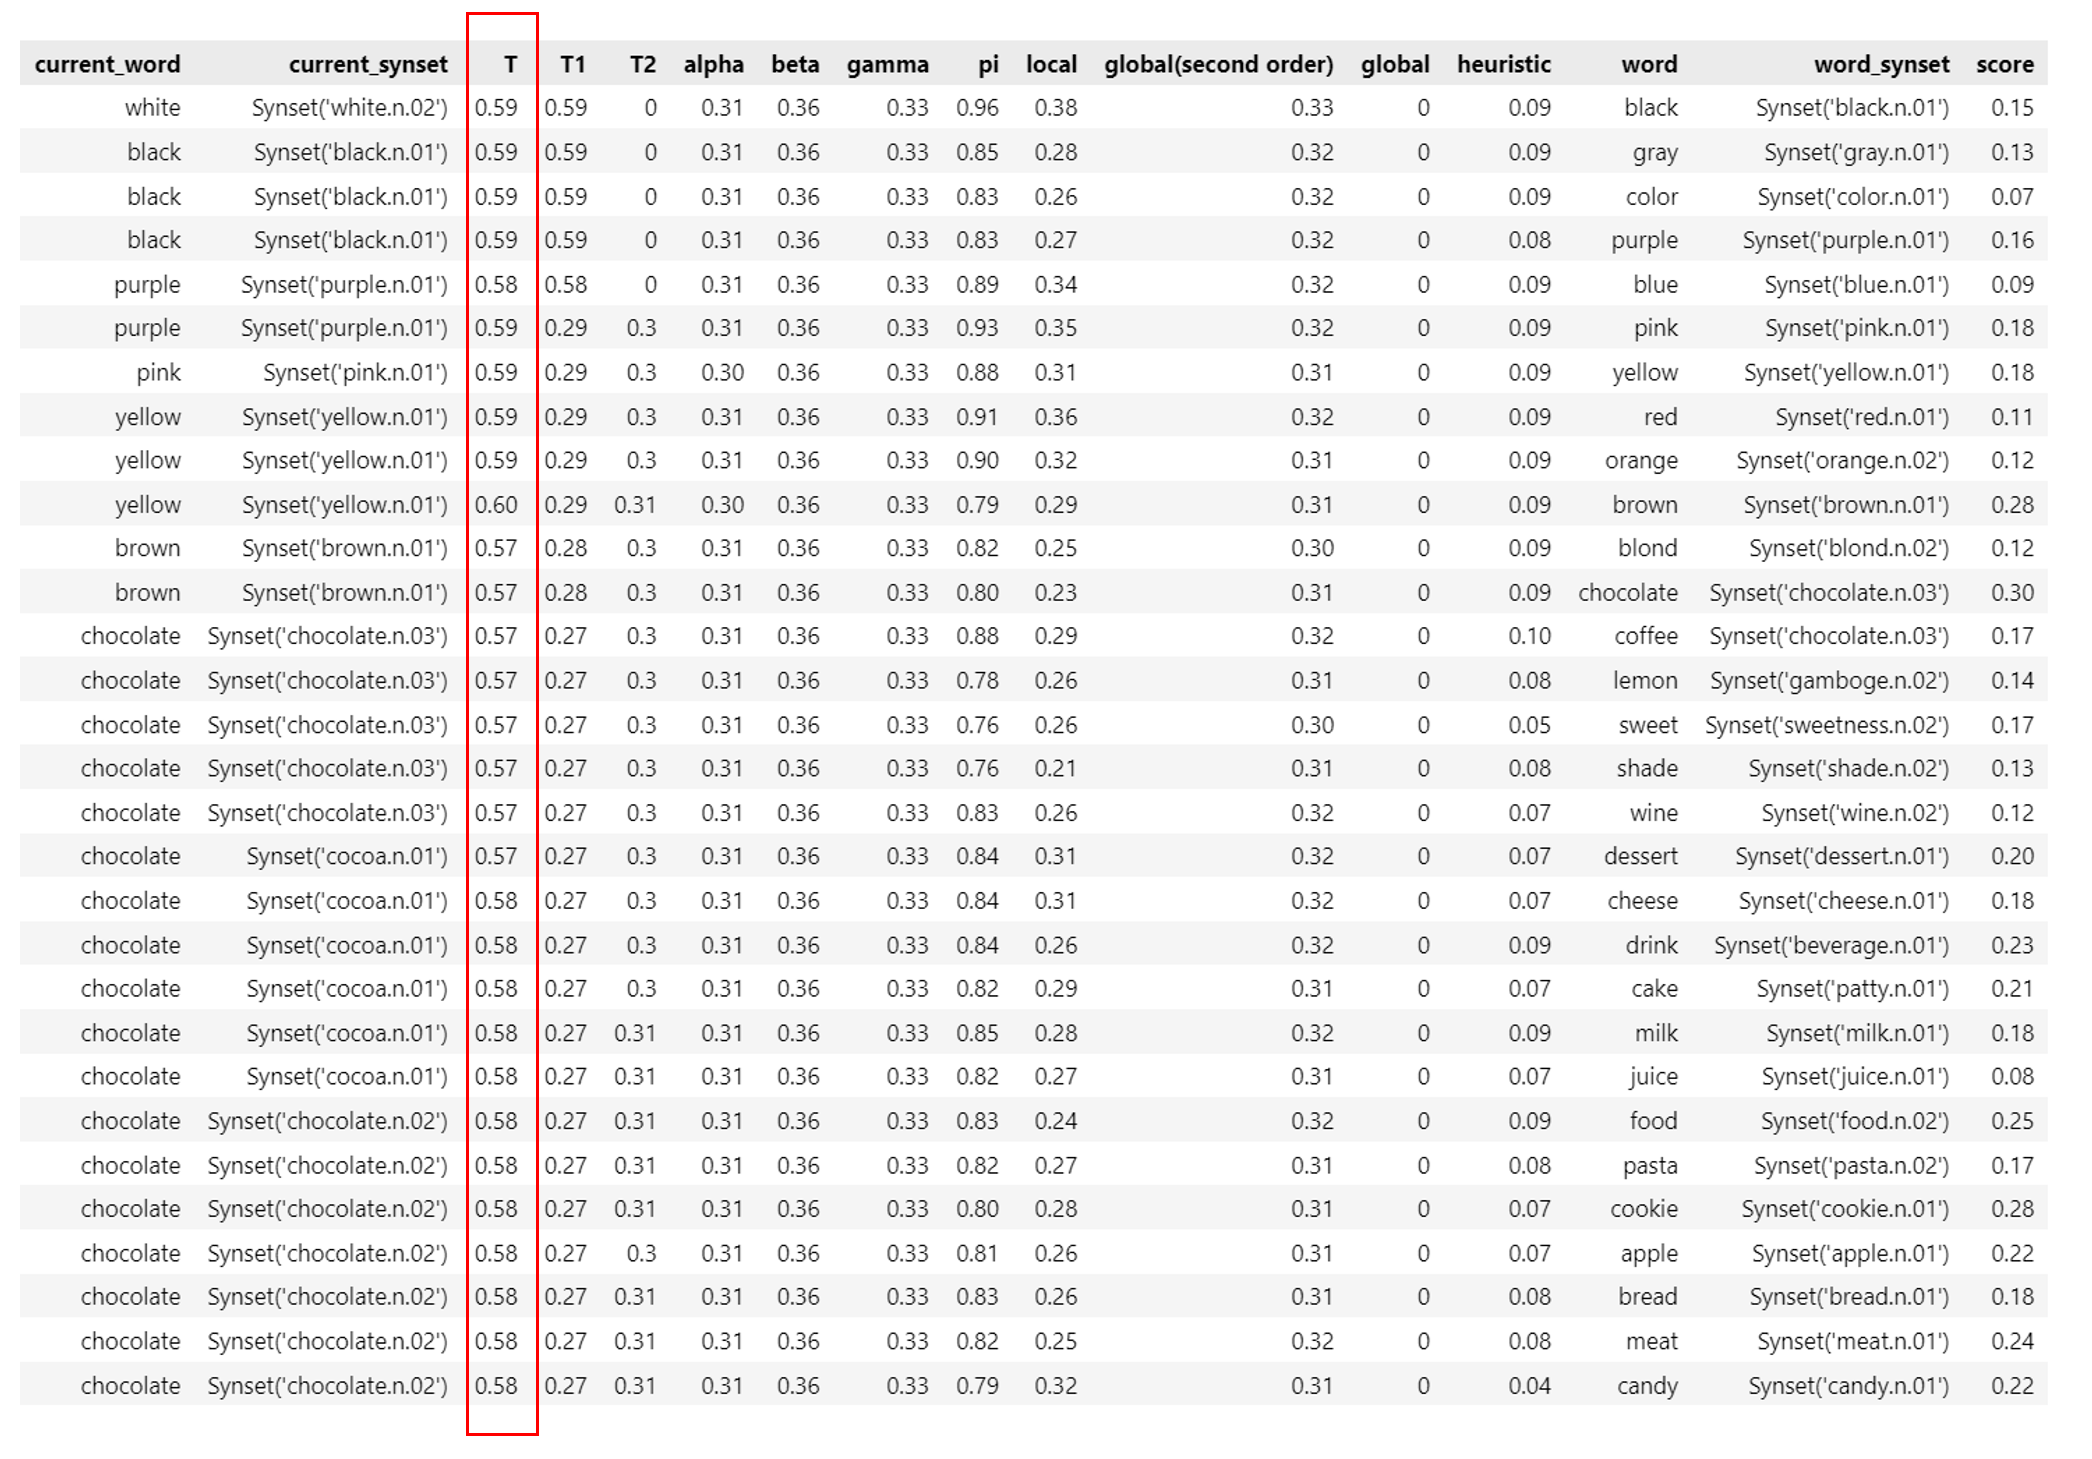 current_word current_synset T T1 T2 alpha beta gamma pi local global(second order) global heuristic word word_synset score
white Synset('white.n.02') 0.59 0.59 0 0.31 0.36 0.33 0.96 0.38 0.33 0 0.09 black Synset('black.n.01') 0.15
black Synset('black.n.01') 0.59 0.59 0 0.31 0.36 0.33 0.85 0.28 0.32 0 0.09 gray Synset('gray.n.01') 0.13
black Synset('black.n.01') 0.59 0.59 0 0.31 0.36 0.33 0.83 0.26 0.32 0 0.09 color Synset('color.n.01') 0.07
black Synset('black.n.01') 0.59 0.59 0 0.31 0.36 0.33 0.83 0.27 0.32 0 0.08 purple Synset('purple.n.01') 0.16
purple Synset('purple.n.01') 0.58 0.58 0 0.31 0.36 0.33 0.89 0.34 0.32 0 0.09 blue Synset('blue.n.01') 0.09
purple Synset('purple.n.01') 0.59 0.29 0.3 0.31 0.36 0.33 0.93 0.35 0.32 0 0.09 pink Synset('pink.n.01') 0.18
pink Synset('pink.n.01') 0.59 0.29 0.3 0.30 0.36 0.33 0.88 0.31 0.31 0 0.09 yellow Synset('yellow.n.01') 0.18
yellow Synset('yellow.n.01') 0.59 0.29 0.3 0.31 0.36 0.33 0.91 0.36 0.32 0 0.09 red Synset('red.n.01') 0.11
yellow Synset('yellow.n.01') 0.59 0.29 0.3 0.31 0.36 0.33 0.90 0.32 0.31 0 0.09 orange Synset('orange.n.02') 0.12
yellow Synset('yellow.n.01') 0.60 0.29 0.31 0.30 0.36 0.33 0.79 0.29 0.31 0 0.09 brown Synset('brown.n.01') 0.28
brown Synset('brown.n.01') 0.57 0.28 0.3 0.31 0.36 0.33 0.82 0.25 0.30 0 0.09 blond Synset('blond.n.02') 0.12
brown Synset('brown.n.01') 0.57 0.28 0.3 0.31 0.36 0.33 0.80 0.23 0.31 0 0.09 chocolate Synset('chocolate.n.03') 0.30
chocolate Synset('chocolate.n.03') 0.57 0.27 0.3 0.31 0.36 0.33 0.88 0.29 0.32 0 0.10 coffee Synset('chocolate.n.03') 0.17
chocolate Synset('chocolate.n.03') 0.57 0.27 0.3 0.31 0.36 0.33 0.78 0.26 0.31 0 0.08 lemon Synset('gamboge.n.02') 0.14
chocolate Synset('chocolate.n.03') 0.57 0.27 0.3 0.31 0.36 0.33 0.76 0.26 0.30 0 0.05 sweet Synset('sweetness.n.02') 0.17
chocolate Synset('chocolate.n.03') 0.57 0.27 0.3 0.31 0.36 0.33 0.76 0.21 0.31 0 0.08 shade Synset('shade.n.02') 0.13
chocolate Synset('chocolate.n.03') 0.57 0.27 0.3 0.31 0.36 0.33 0.83 0.26 0.32 0 0.07 wine Synset('wine.n.02') 0.12
chocolate Synset('cocoa.n.01') 0.57 0.27 0.3 0.31 0.36 0.33 0.84 0.31 0.32 0 0.07 dessert Synset('dessert.n.01') 0.20
chocolate Synset('cocoa.n.01') 0.58 0.27 0.3 0.31 0.36 0.33 0.84 0.31 0.32 0 0.07 cheese Synset('cheese.n.01') 0.18
chocolate Synset('cocoa.n.01') 0.58 0.27 0.3 0.31 0.36 0.33 0.84 0.26 0.32 0 0.09 drink Synset('beverage.n.01') 0.23
chocolate Synset('cocoa.n.01') 0.58 0.27 0.3 0.31 0.36 0.33 0.82 0.29 0.31 0 0.07 cake Synset('patty.n.01') 0.21
chocolate Synset('cocoa.n.01') 0.58 0.27 0.31 0.31 0.36 0.33 0.85 0.28 0.32 0 0.09 milk Synset('milk.n.01') 0.18
chocolate Synset('cocoa.n.01') 0.58 0.27 0.31 0.31 0.36 0.33 0.82 0.27 0.31 0 0.07 juice Synset('juice.n.01') 0.08
chocolate Synset('chocolate.n.02') 0.58 0.27 0.31 0.31 0.36 0.33 0.83 0.24 0.32 0 0.09 food Synset('food.n.02') 0.25
chocolate Synset('chocolate.n.02') 0.58 0.27 0.31 0.31 0.36 0.33 0.82 0.27 0.31 0 0.08 pasta Synset('pasta.n.02') 0.17
chocolate Synset('chocolate.n.02') 0.58 0.27 0.31 0.31 0.36 0.33 0.80 0.28 0.31 0 0.07 cookie Synset('cookie.n.01') 0.28
chocolate Synset('chocolate.n.02') 0.58 0.27 0.3 0.31 0.36 0.33 0.81 0.26 0.31 0 0.07 apple Synset('apple.n.01') 0.22
chocolate Synset('chocolate.n.02') 0.58 0.27 0.31 0.31 0.36 0.33 0.83 0.26 0.31 0 0.08 bread Synset('bread.n.01') 0.18
chocolate Synset('chocolate.n.02') 0.58 0.27 0.31 0.31 0.36 0.33 0.82 0.25 0.32 0 0.08 meat Synset('meat.n.01') 0.24
chocolate Synset('chocolate.n.02') 0.58 0.27 0.31 0.31 0.36 0.33 0.79 0.32 0.31 0 0.04 candy Synset('candy.n.01') 0.22